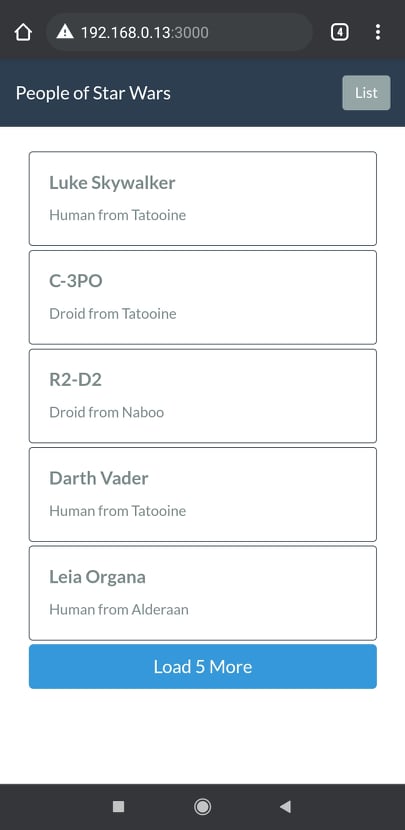 192.168.0.13:3000
4
People of Star Wars
List
Luke Skywalker
Human from Tatooine
C-3PO
Droid from Tatooine
R2-D2
Droid from Naboo
Darth Vader
Human from Tatooine
Leia Organa
Human from Alderaan
Load 5 More